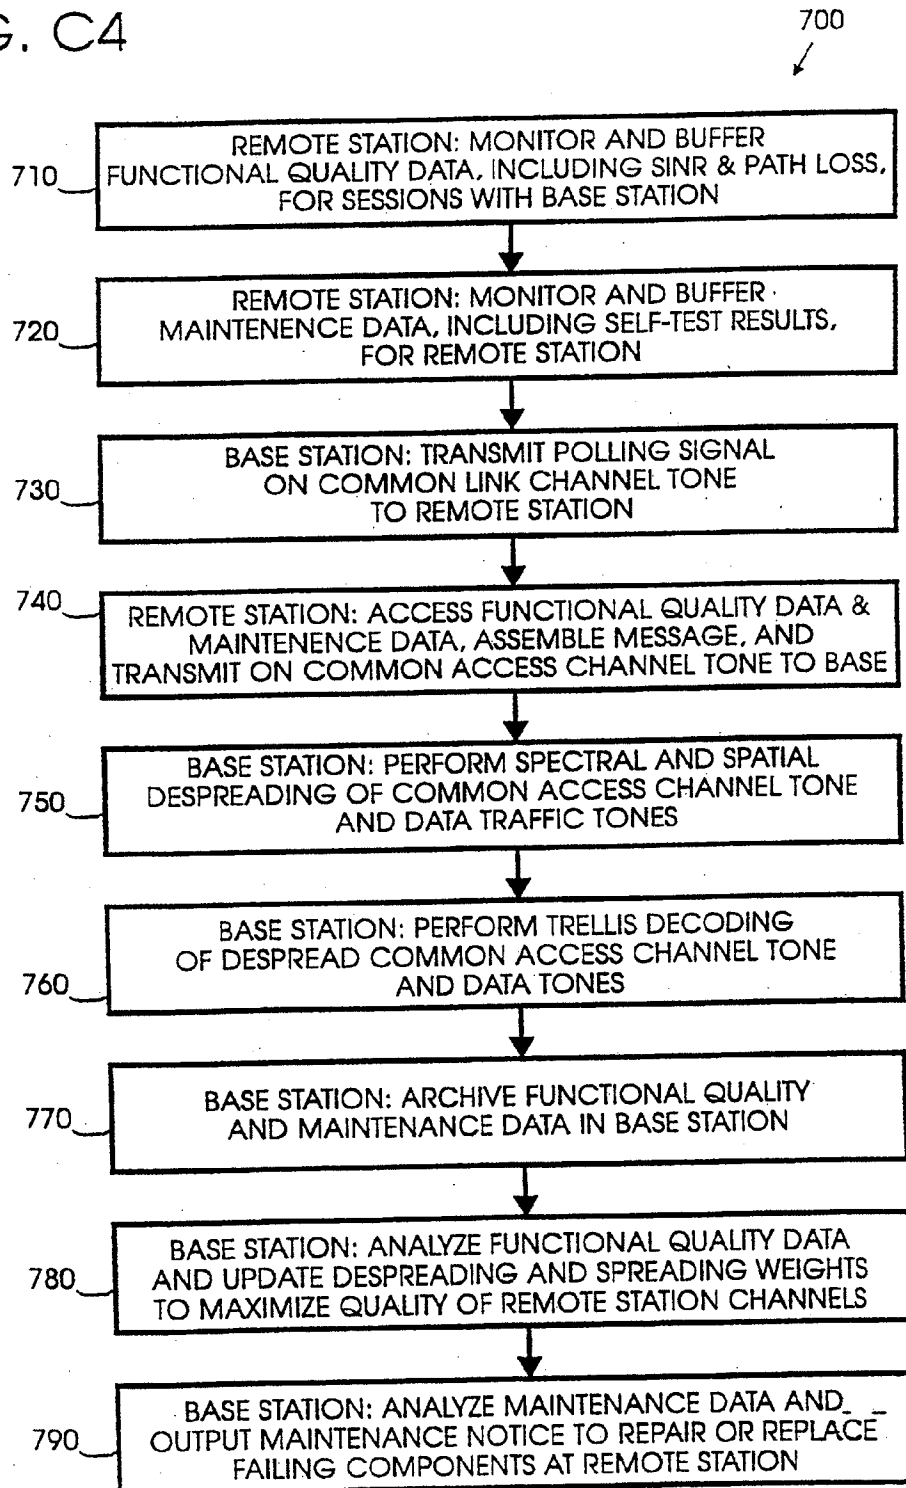 G. C4
700
710
REMOTE STATION: MONITOR AND BUFFER
FUNCTIONAL QUALITY DATA, INCLUDING SINR & PATH LOSS,
FOR SESSIONS WITH BASE STATION
720
REMOTE STATION: MONITOR AND BUFFER
MAINTENENCE DATA, INCLUDING SELF-TEST RESULTS,
FOR REMOTE STATION
730
BASE STATION: TRANSMIT POLLING SIGNAL
ON COMMON LINK CHANNEL TONE
TO REMOTE STATION
740
REMOTE STATION: ACCESS FUNCTIONAL QUALITY DATA &
MAINTENENCE DATA, ASSEMBLE MESSAGE, AND
TRANSMIT ON COMMON ACCESS CHANNEL TONE TO BASE
750
BASE STATION: PERFORM SPECTRAL AND SPATIAL
DESPREADING OF COMMON ACCESS CHANNEL TONE
AND DATA TRAFFIC TONES
760
BASE STATION: PERFORM TRELLIS DECODING
OF DESPREAD COMMON ACCESS CHANNEL TONE
AND DATA TONES
770
BASE STATION: ARCHIVE FUNCTIONAL QUALITY
AND MAINTENANCE DATA IN BASE STATION
780
BASE STATION: ANALYZE FUNCTIONAL QUALITY DATA
AND UPDATE DESPREADING AND SPREADING WEIGHTS
TO MAXIMIZE QUALITY OF REMOTE STATION CHANNELS
790
BASE STATION: ANALYZE MAINTENANCE DATA AND
OUTPUT MAINTENANCE NOTICE TO REPAIR OR REPLACE
FAILING COMPONENTS AT REMOTE STATION